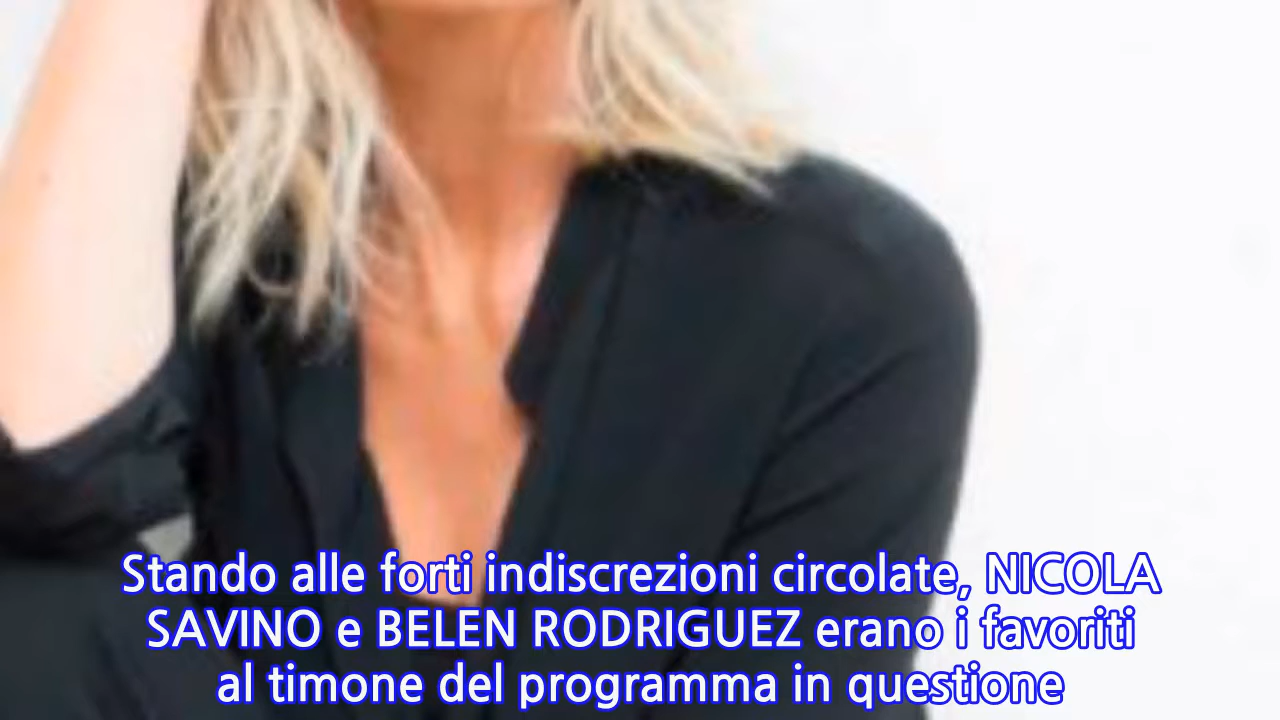 Stando alle forti indiscrezioni circolate, NICOLA
SAVINO e BELEN RODRIGUEZ erano i favoriti
al timone del programma in questione